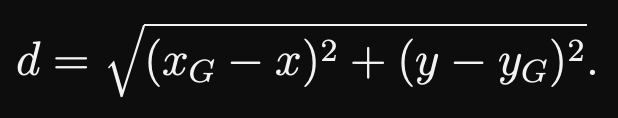 d = √((x_G − x)² + (y − y_G)²).